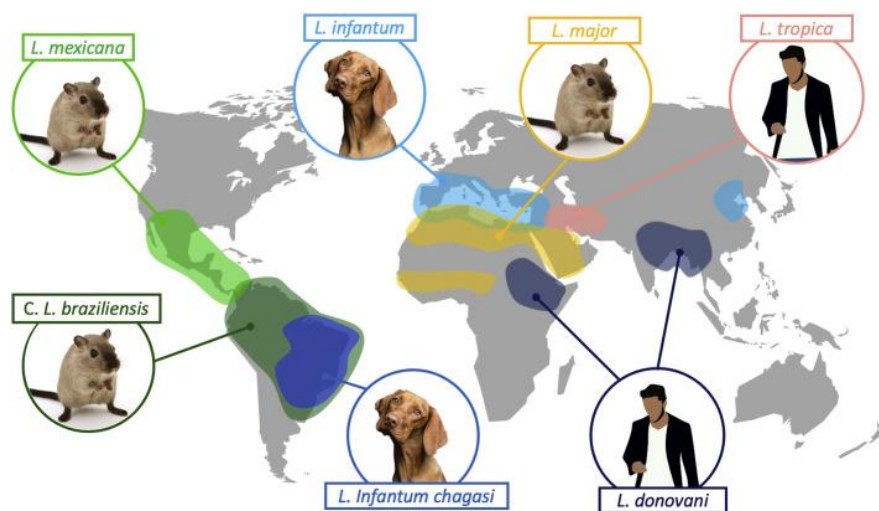 L. mexicana
L. infantum
L. major
L. tropica
C. L. braziliensis
L. Infantum chagasi
L. donovani